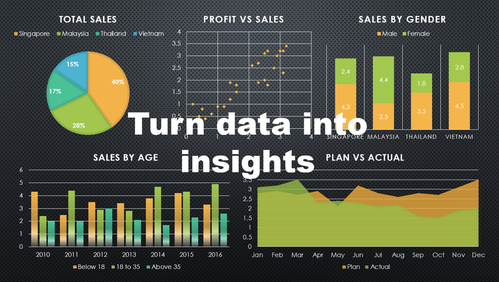 TOTAL SALES
Singapore Malaysia Thailand Vietnam
15%
40%
17%
28%
PROFIT VS SALES
4
3.5
3
2.5
2
1.5
1
0.5
0
0 1 2 3 4
SALES BY GENDER
Male Female
2.4 4.4 1.8 2.8
4.3 2.5 3.5 4.5
SINGAPORE MALAYSIA THAILAND VIETNAM
Turn data into
insights
SALES BY AGE
6
5
4
3
2
1
0
2010 2011 2012 2013 2014 2015 2016
Below 18 18 to 35 Above 35
PLAN VS ACTUAL
3.5
3
2.5
2
1.5
1
0.5
0
Jan Feb Mar Apr May Jun Jul Aug Sep Oct Nov Dec
Plan Actual